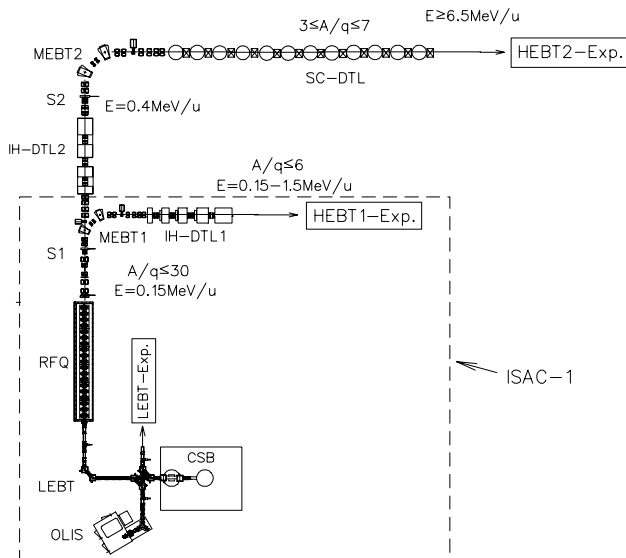 3≤A/q≤7
E≥6.5MeV/u
MEBT2
HEBT2-Exp.
SC-DTL
S2
E=0.4MeV/u
IH-DTL2
A/q≤6
E=0.15-1.5MeV/u
HEBT1-Exp.
MEBT1
IH-DTL1
S1
A/q≤30
E=0.15MeV/u
RFQ
LEBT-Exp.
ISAC-1
CSB
LEBT
OLIS